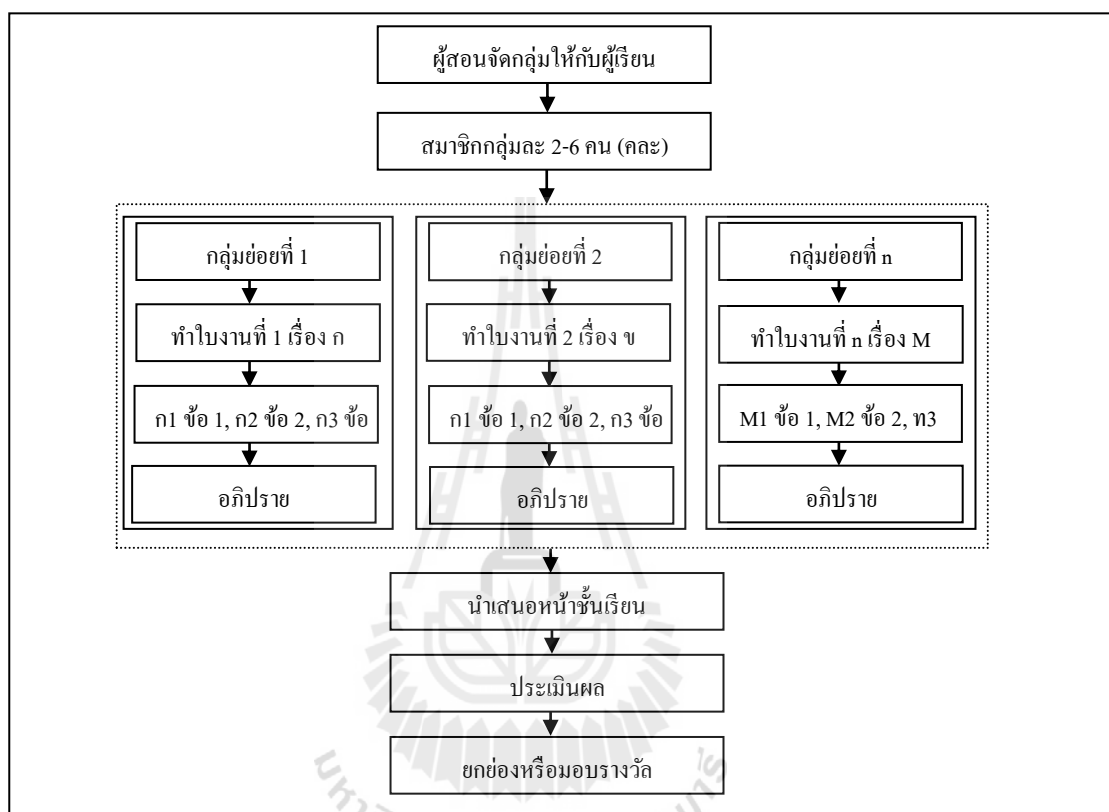 ผู้สอนจัดกลุ่มให้กับผู้เรียน
สมาชิกกลุ่มละ 2-6 คน (คละ)
กลุ่มย่อยที่ 1
ทำใบงานที่ 1 เรื่อง ก
ก1 ข้อ 1, ก2 ข้อ 2, ก3 ข้อ
อภิปราย
กลุ่มย่อยที่ 2
ทำใบงานที่ 2 เรื่อง ข
ก1 ข้อ 1, ก2 ข้อ 2, ก3 ข้อ
อภิปราย
กลุ่มย่อยที่ n
ทำใบงานที่ n เรื่อง M
M1 ข้อ 1, M2 ข้อ 2, ท3
อภิปราย
นำเสนอหน้าชั้นเรียน
ประเมินผล
ยกย่องหรือมอบรางวัล